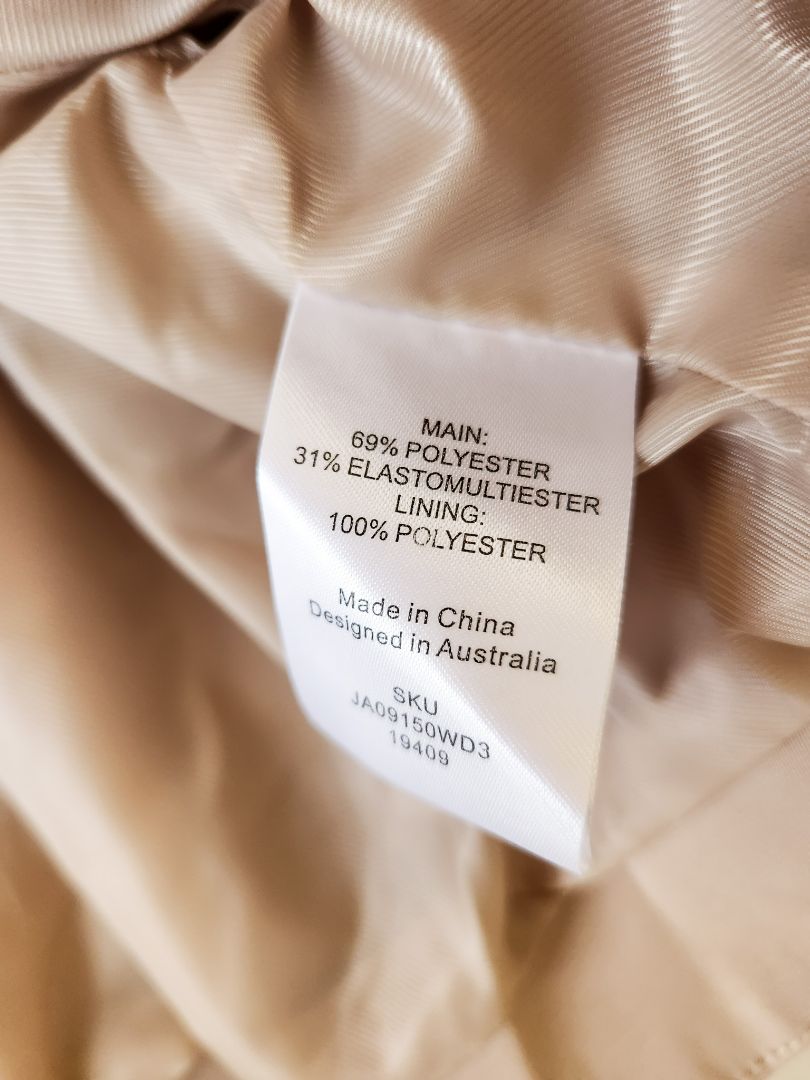 MAIN:
69% POLYESTER
31% ELASTOMULTIESTER
LINING:
100% POLYESTER
Made in China
Designed in Australia
SKU
JA09150WD3
19409